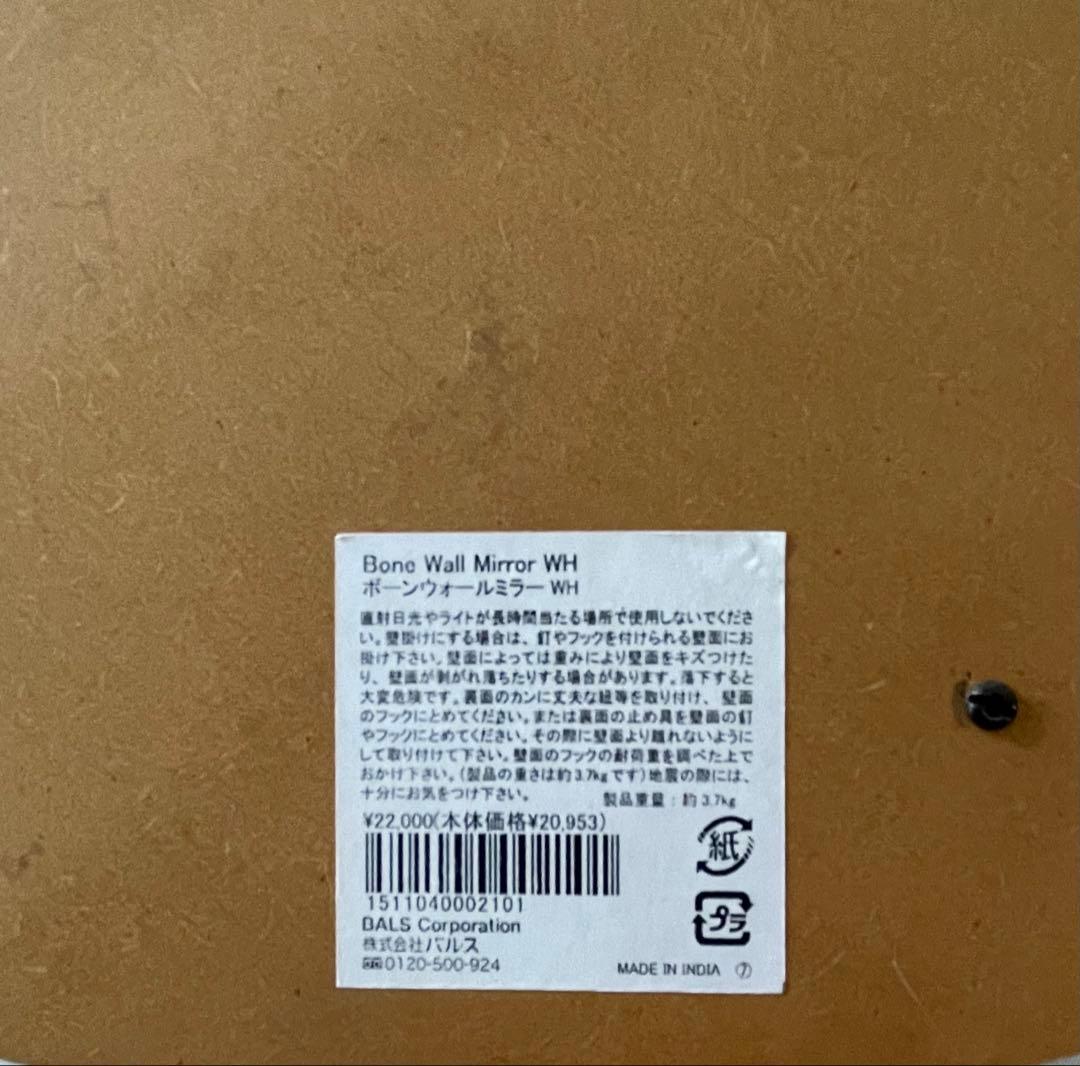 Bone Wall Mirror WH
ボーンウォールミラー WH
直射日光やライトが長時間当たる場所で使用しないでくださ
い。壁掛けにする場合は、釘やフックを付けられる壁面にお
掛け下さい。壁面によっては重みにより壁面をキズつけた
り、壁面が剥がれ落ちたりする場合があります。落下すると
大変危険です。裏面のカンに丈夫な紐等を取り付け、壁面
のフックにとめてください。または裏面の止め具を壁面の釘
やフックにとめてください。その際に壁面より離れないように
して取り付けて下さい。壁面のフックの耐荷重を調べた上で
おかけ下さい。(製品の重さは約3.7kgです)地震の際には、
十分にお気をつけ下さい。
製品重量:約3.7kg
¥22,000(本体価格¥20,953)
紙
1511040002101
プラ
BALS Corporation
株式会社バルス
0120-500-924
MADE IN INDIA ⑦